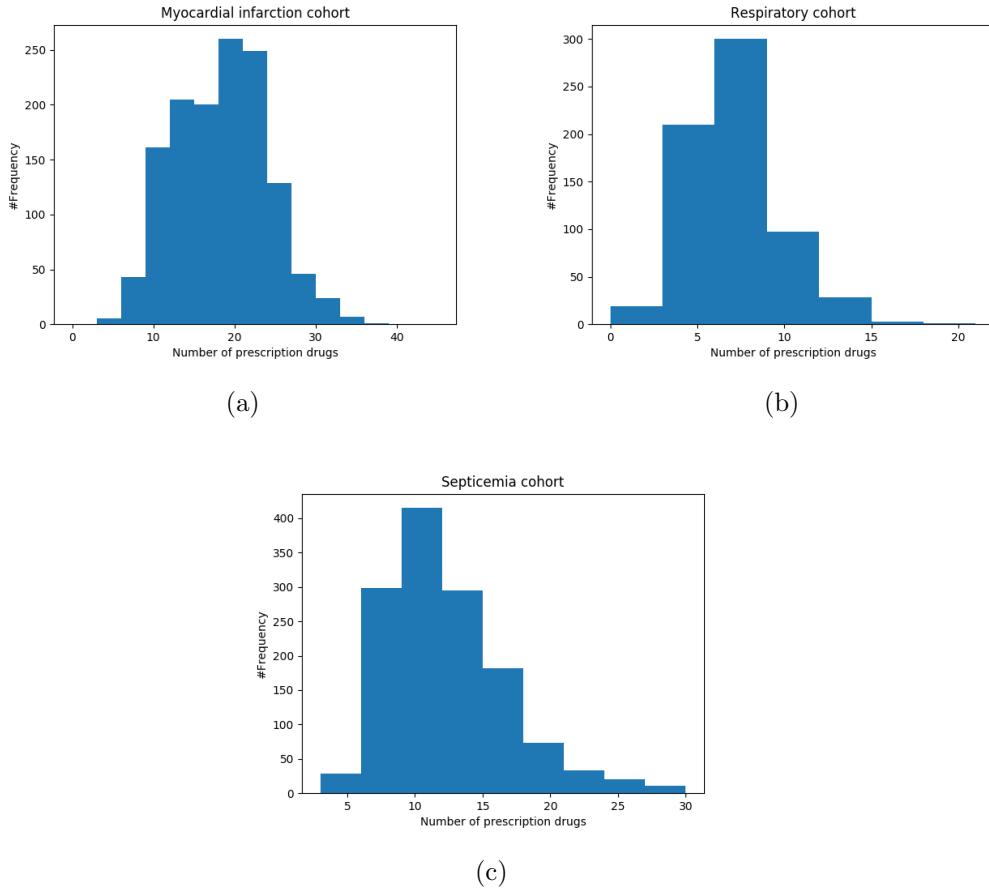 Myocardial infarction cohort
250
200
150
100
50
0
#Frequency
0 10 20 30 40
Number of prescription drugs
(a)
Respiratory cohort
300
250
200
150
100
50
0
#Frequency
0 5 10 15 20
Number of prescription drugs
(b)
Septicemia cohort
400
350
300
250
200
150
100
50
0
#Frequency
5 10 15 20 25 30
Number of prescription drugs
(c)